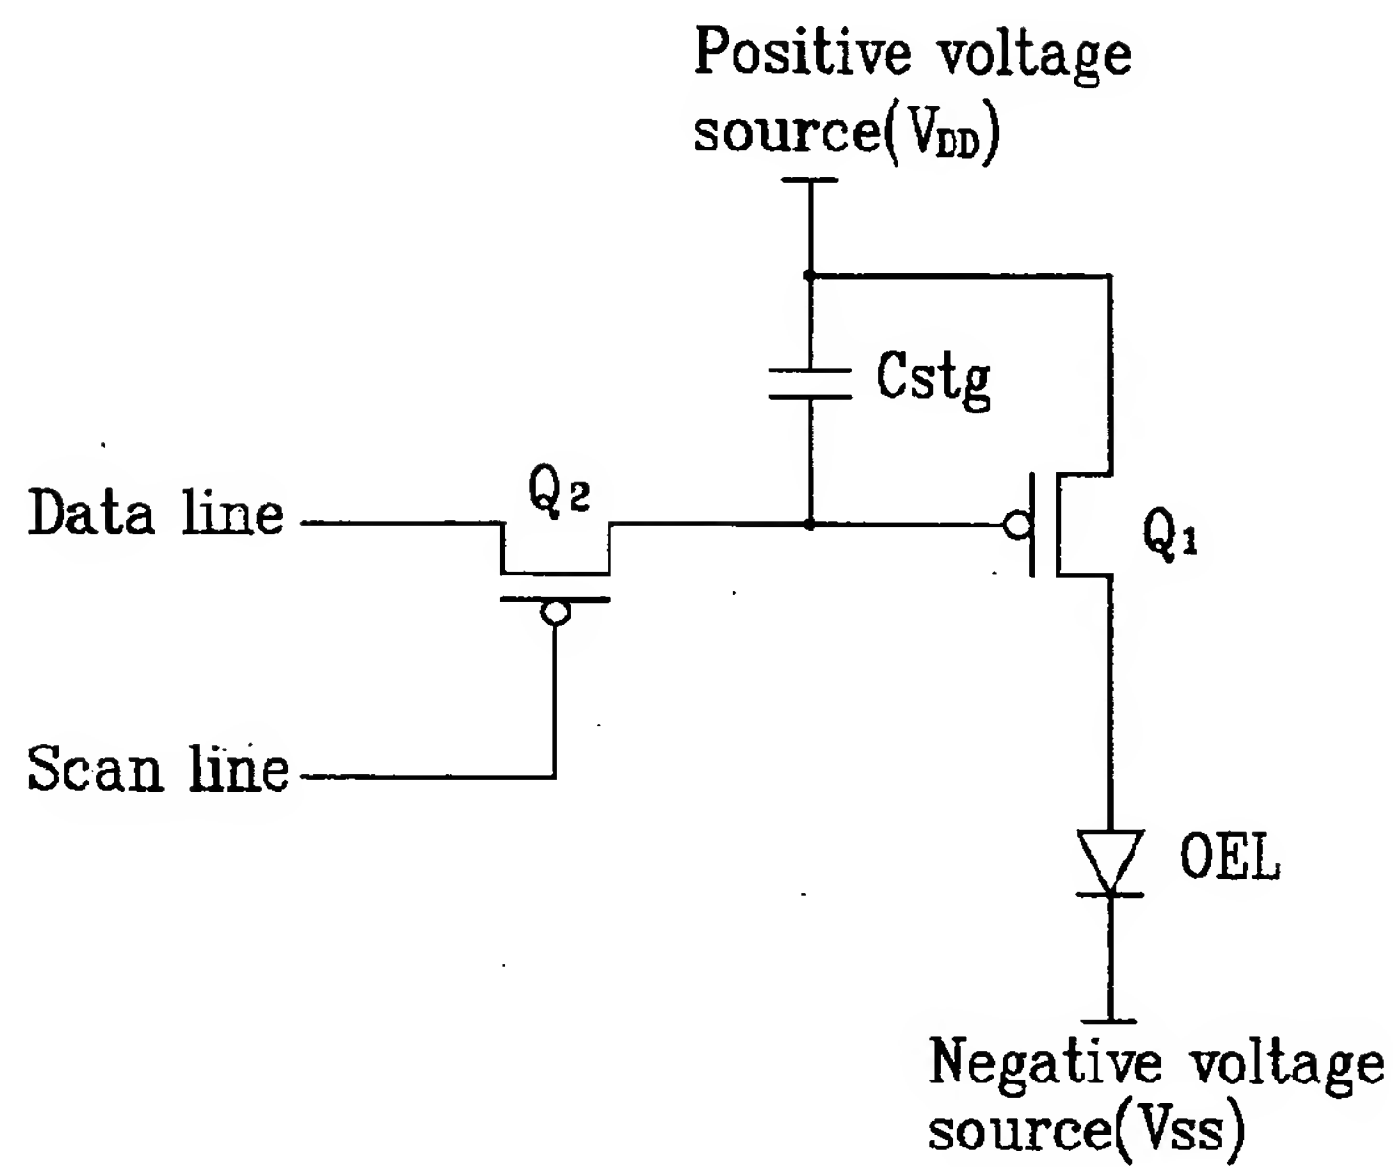 Positive voltage
source(VDD)
Cstg
Q2
Data line
Q1
Scan line
OEL
Negative voltage
source(Vss)